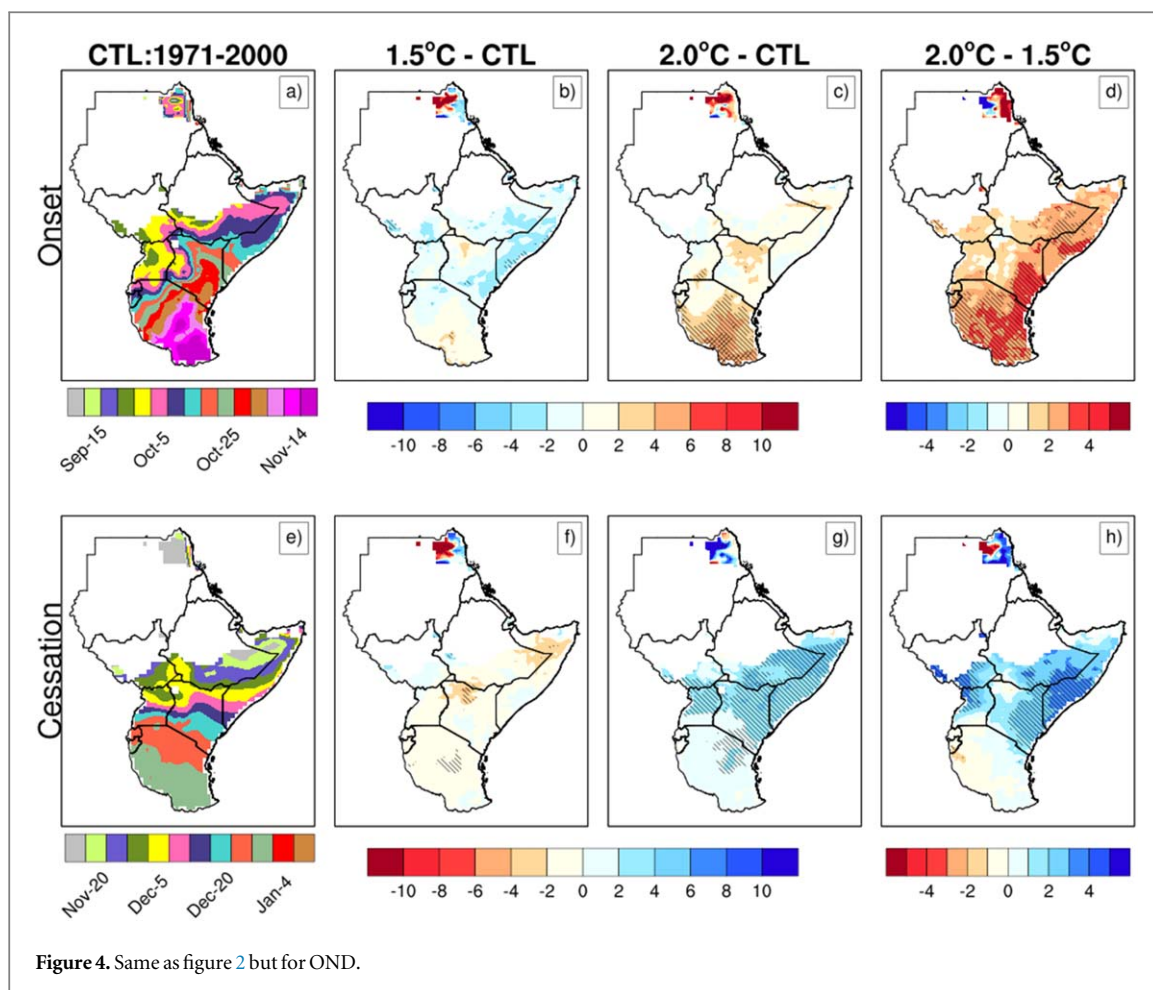 CTL:1971-2000 1.5°C - CTL 2.0°C - CTL 2.0°C - 1.5°C
Onset
a) b) c) d)
Sep-15 Oct-5 Oct-25 Nov-14
-10 -8 -6 -4 -2 0 2 4 6 8 10
-4 -2 0 2 4
Cessation
e) f) g) h)
Nov-20 Dec-5 Dec-20 Jan-4
-10 -8 -6 -4 -2 0 2 4 6 8 10
-4 -2 0 2 4
Figure 4. Same as figure 2 but for OND.